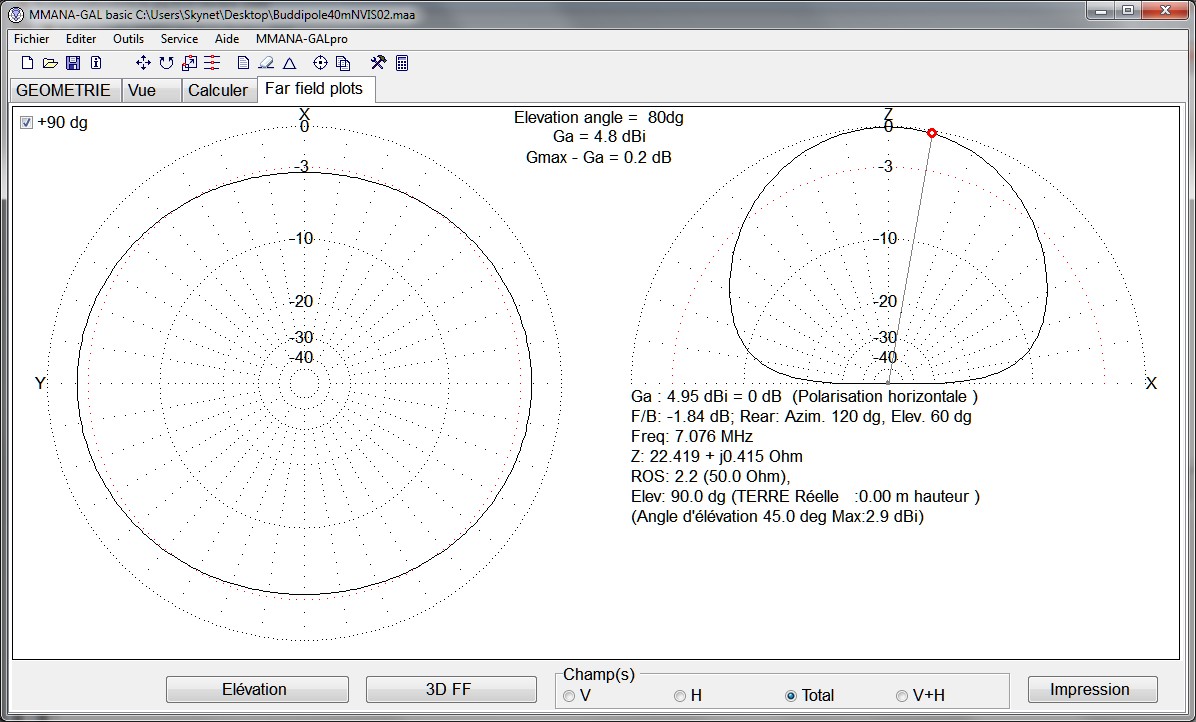 MMANA-GAL basic C:\Users\Skynet\Desktop\Buddipole40mNVIS02.maa
Fichier Editer Outils Service Aide MMANA-GALpro
GEOMETRIE Vue Calculer Far field plots
+90 dg
X
0
-3
-10
-20
-30
-40
Y
Elevation angle = 80dg
Ga = 4.8 dBi
Gmax - Ga = 0.2 dB
Z
0
-3
-10
-20
-30
-40
X
Ga : 4.95 dBi = 0 dB (Polarisation horizontale )
F/B: -1.84 dB; Rear: Azim. 120 dg, Elev. 60 dg
Freq: 7.076 MHz
Z: 22.419 + j0.415 Ohm
ROS: 2.2 (50.0 Ohm),
Elev: 90.0 dg (TERRE Réelle :0.00 m hauteur )
(Angle d'élévation 45.0 deg Max:2.9 dBi)
Elévation
3D FF
Champ(s)
V H Total V+H
Impression